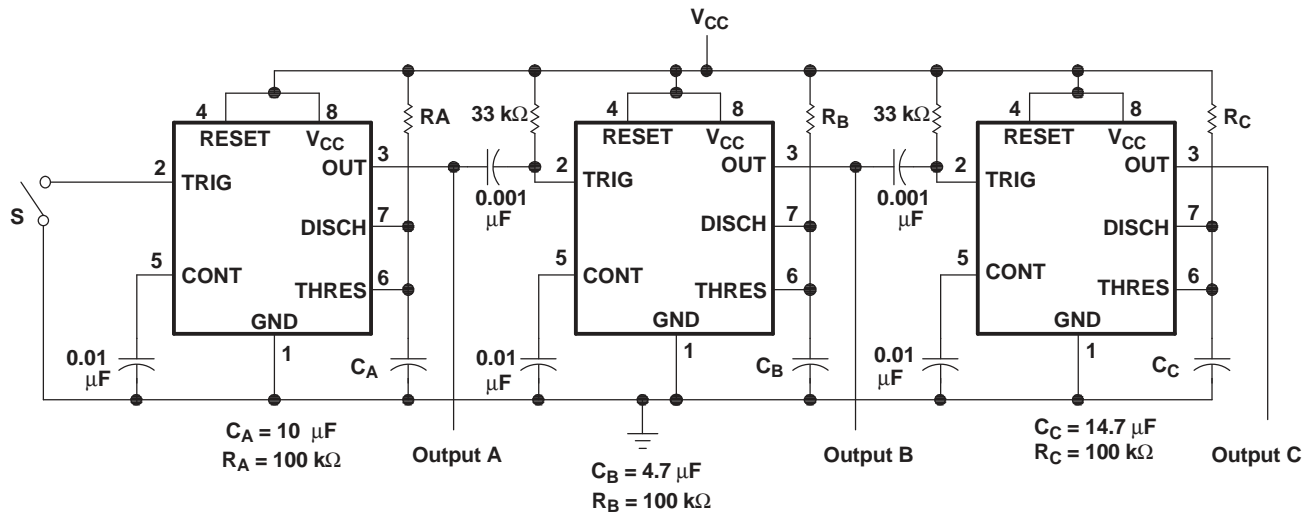 VCC
4
8
RESET
VCC
2
TRIG
3
OUT
7
DISCH
5
CONT
6
THRES
GND
1
S
0.01
μF
RA
CA
33 kΩ
0.001
μF
4
8
RESET
VCC
2
TRIG
3
OUT
7
DISCH
5
CONT
6
THRES
GND
1
0.01
μF
RB
CB
33 kΩ
0.001
μF
4
8
RESET
VCC
2
TRIG
3
OUT
7
DISCH
5
CONT
6
THRES
GND
1
0.01
μF
RC
CC
CA = 10 μF
RA = 100 kΩ
Output A
CB = 4.7 μF
RB = 100 kΩ
Output B
CC = 14.7 μF
RC = 100 kΩ
Output C